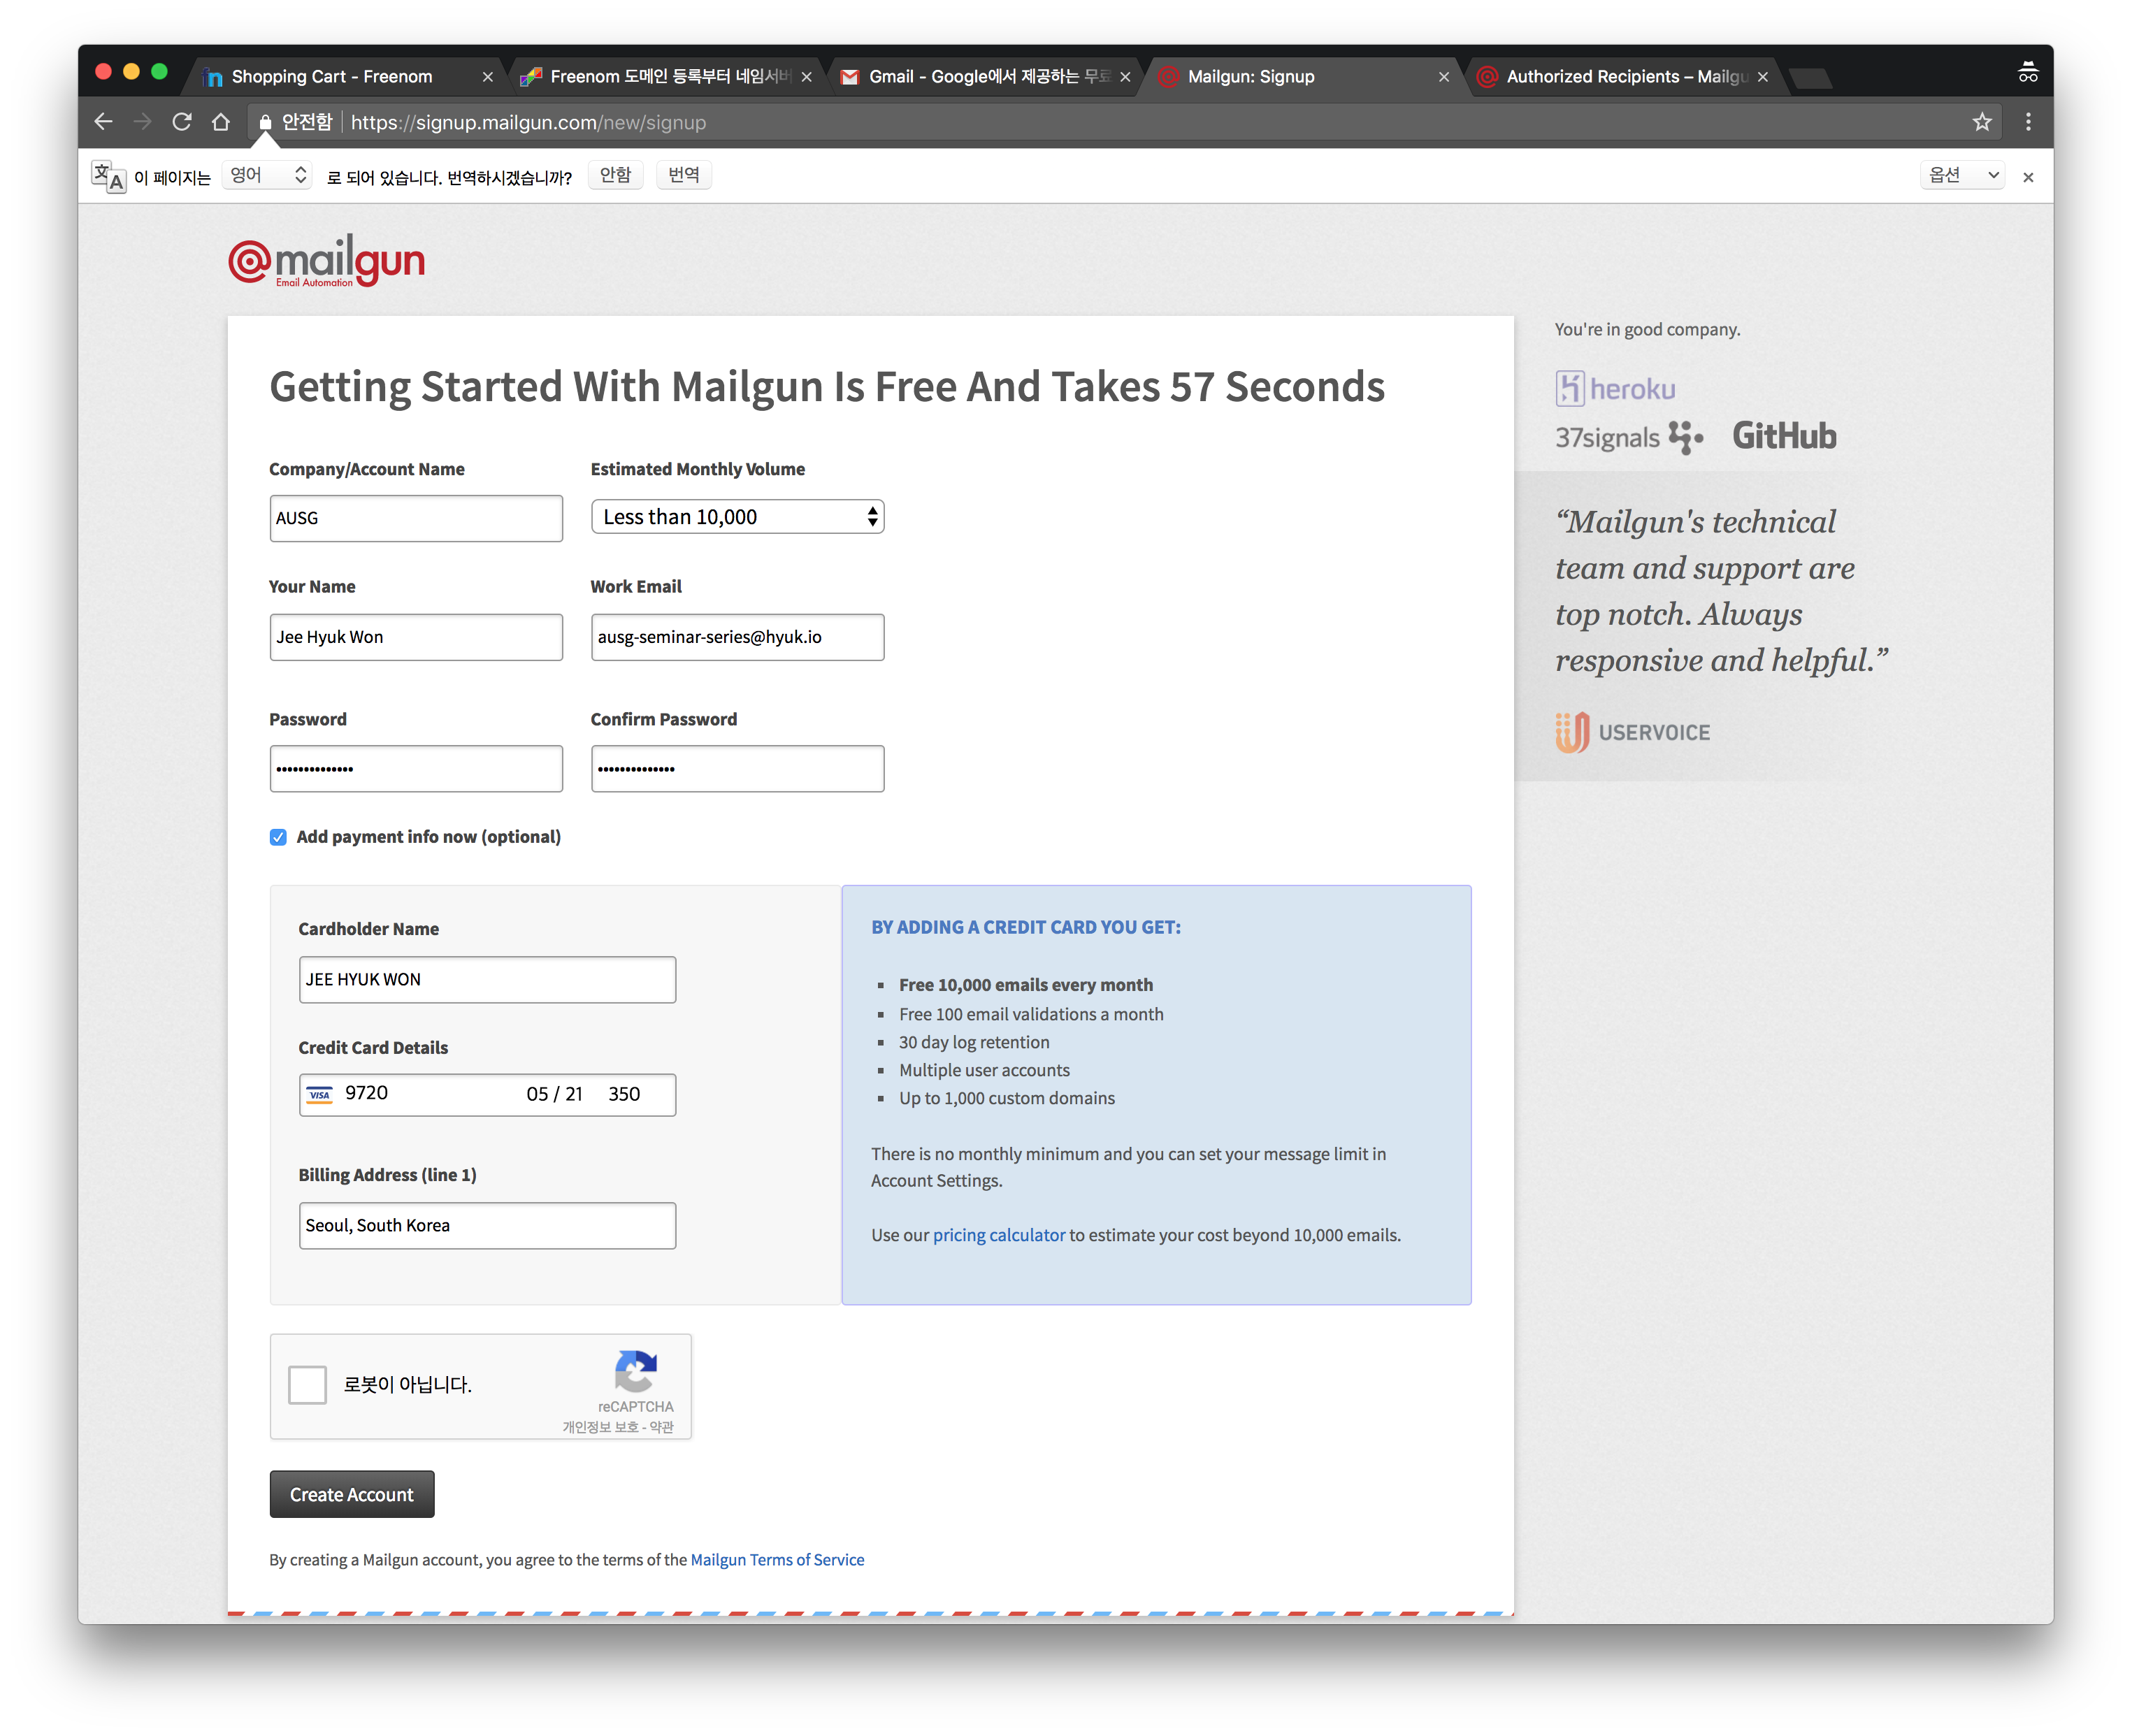 Shopping Cart - Freenom
Freenom 도메인 등록부터 네임서버
Gmail - Google에서 제공하는 무료
Mailgun: Signup
Authorized Recipients – Mailgu
안전함 https://signup.mailgun.com/new/signup
이 페이지는 영어 로 되어 있습니다. 번역하시겠습니까? 안함 번역 옵션
@mailgun
Email Automation
Getting Started With Mailgun Is Free And Takes 57 Seconds
Company/Account Name Estimated Monthly Volume
AUSG Less than 10,000
Your Name Work Email
Jee Hyuk Won ausg-seminar-series@hyuk.io
Password Confirm Password
Add payment info now (optional)
Cardholder Name
JEE HYUK WON
Credit Card Details
VISA 9720 05 / 21 350
Billing Address (line 1)
Seoul, South Korea
BY ADDING A CREDIT CARD YOU GET:
Free 10,000 emails every month
Free 100 email validations a month
30 day log retention
Multiple user accounts
Up to 1,000 custom domains
There is no monthly minimum and you can set your message limit in
Account Settings.
Use our pricing calculator to estimate your cost beyond 10,000 emails.
로봇이 아닙니다.
reCAPTCHA
개인정보 보호 - 약관
Create Account
By creating a Mailgun account, you agree to the terms of the Mailgun Terms of Service
You're in good company.
heroku
37signals GitHub
“Mailgun's technical
team and support are
top notch. Always
responsive and helpful.”
USERVOICE